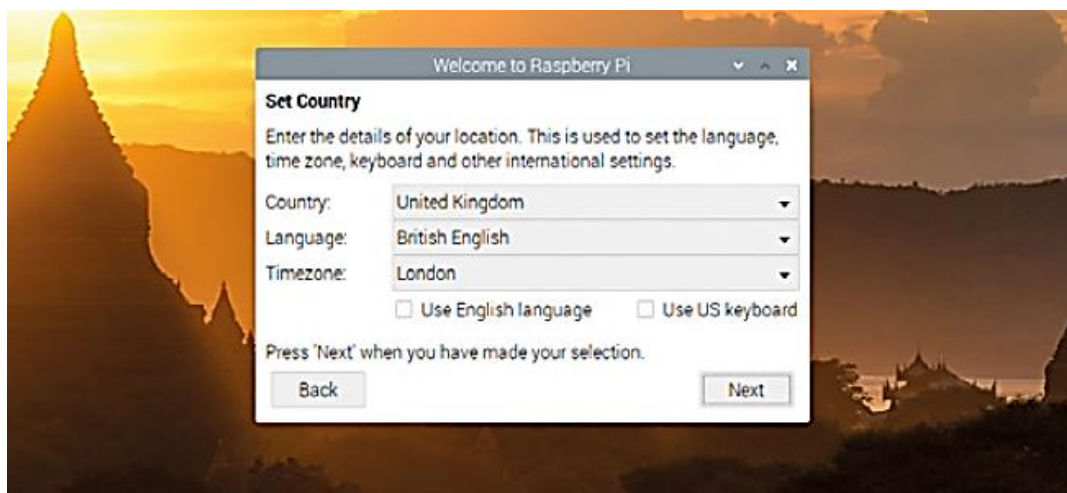 Welcome to Raspberry Pi
Set Country
Enter the details of your location. This is used to set the language,
time zone, keyboard and other international settings.
Country: United Kingdom
Language: British English
Timezone: London
Use English language Use US keyboard
Press 'Next' when you have made your selection.
Back Next